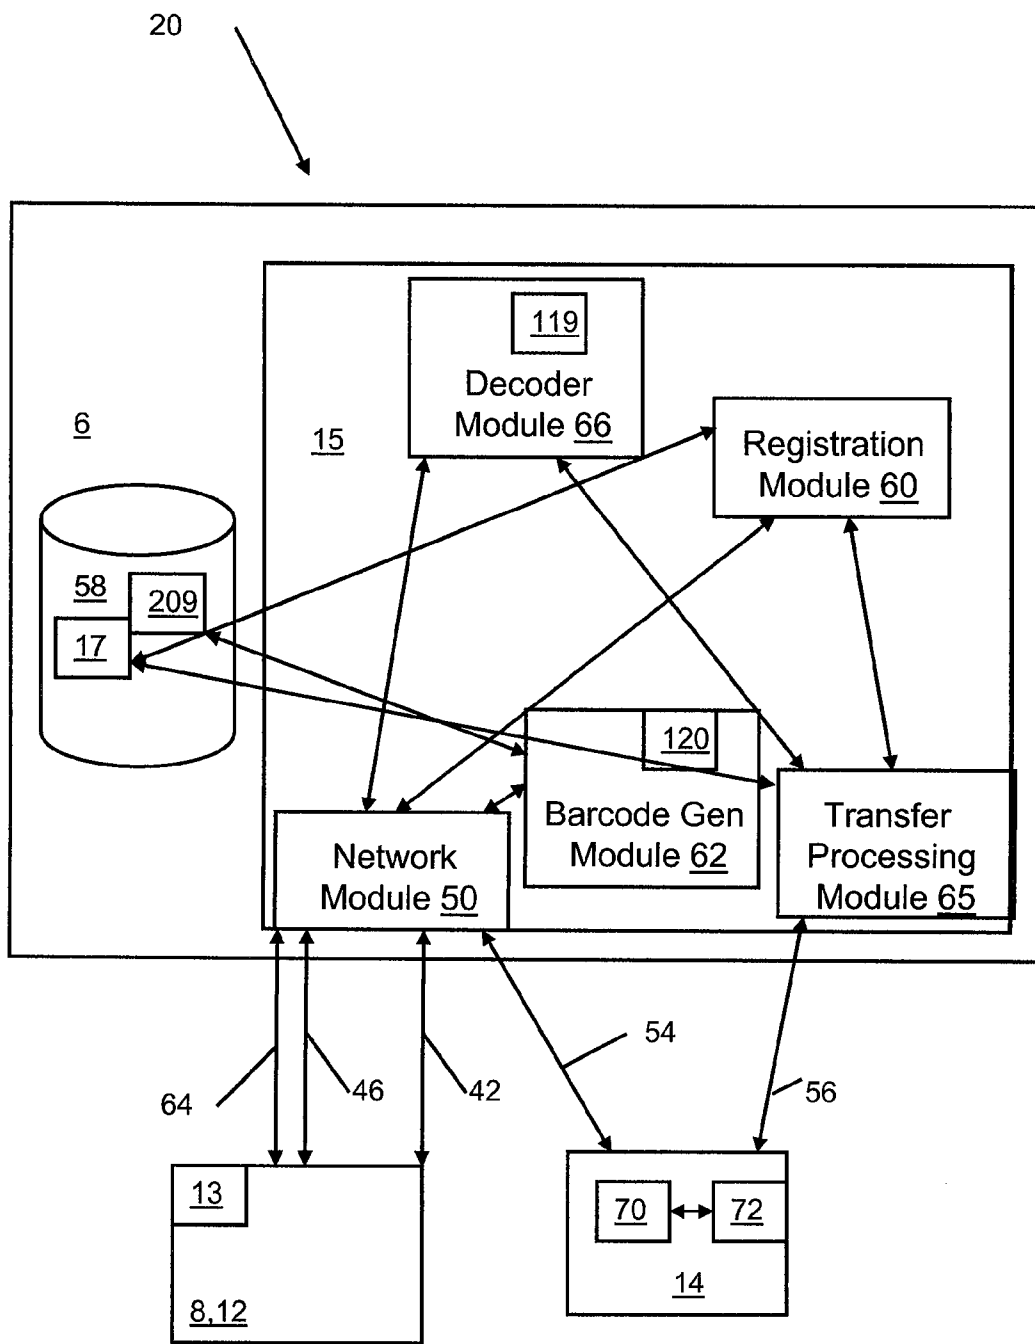 20
119
Decoder
Module 66
6
15
Registration
Module 60
58
209
17
120
Barcode Gen
Module 62
Transfer
Processing
Module 65
Network
Module 50
54
64
46
42
56
13
70
72
8,12
14